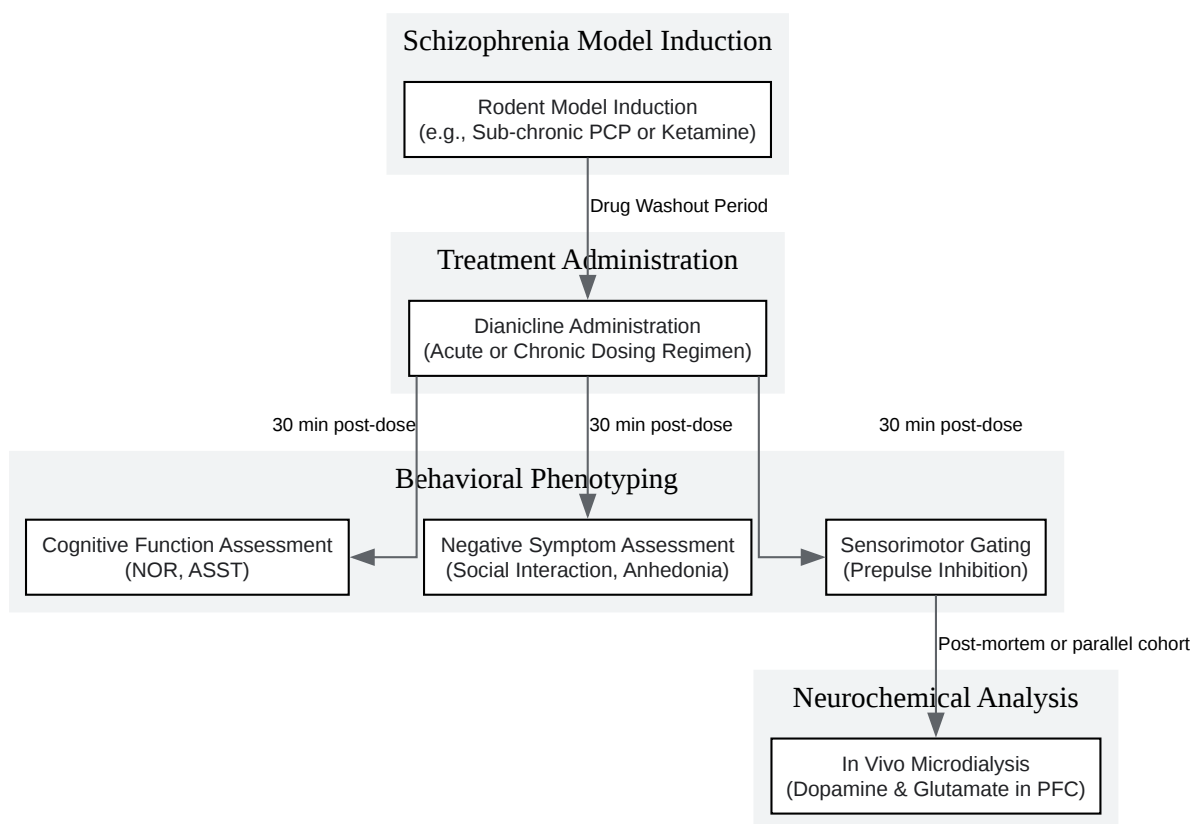 Schizophrenia Model Induction
Rodent Model Induction
(e.g., Sub-chronic PCP or Ketamine)
Drug Washout Period
Treatment Administration
Dianicline Administration
(Acute or Chronic Dosing Regimen)
30 min post-dose
30 min post-dose
30 min post-dose
Behavioral Phenotyping
Cognitive Function Assessment
(NOR, ASST)
Negative Symptom Assessment
(Social Interaction, Anhedonia)
Sensorimotor Gating
(Prepulse Inhibition)
Post-mortem or parallel cohort
Neurochemical Analysis
In Vivo Microdialysis
(Dopamine & Glutamate in PFC)